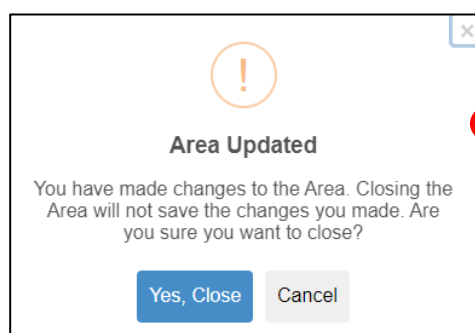 ×
!
Area Updated
You have made changes to the Area. Closing the
Area will not save the changes you made. Are
you sure you want to close?
Yes, Close Cancel